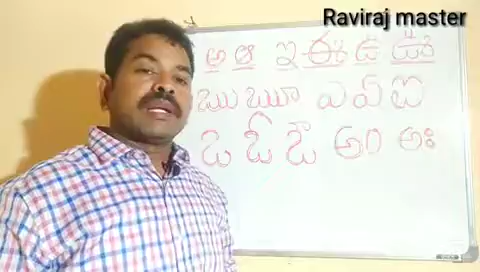 Raviraj master
అ ఆ ఇ ఈ ఉ ఊ
ఋ ౠ ఎ ఏ ఐ
ఒ ఓ ఔ అం అః